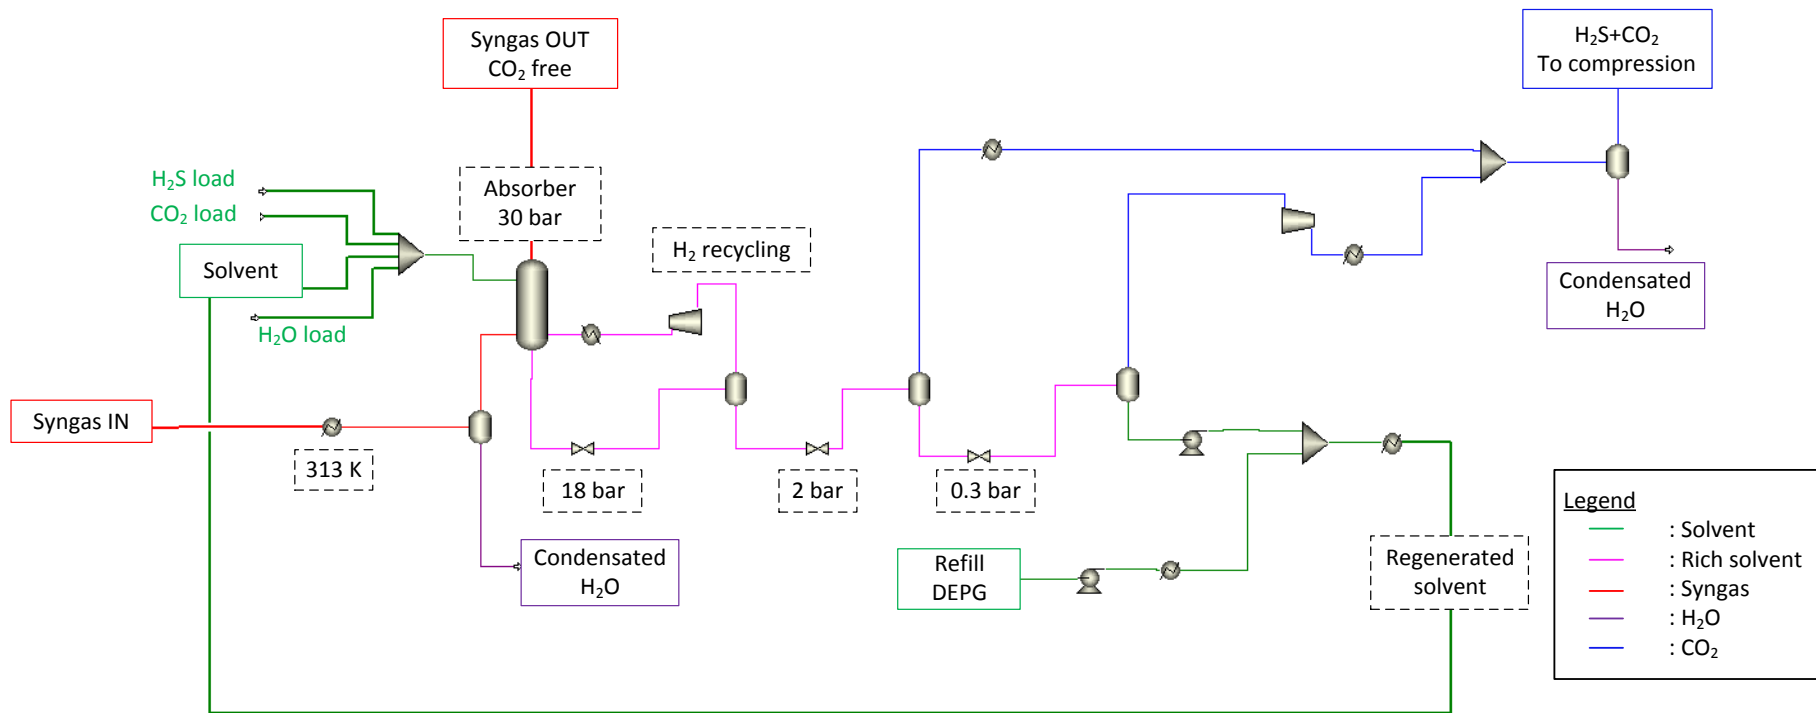 Syngas OUT
CO₂ free
H₂S+CO₂
To compression
H₂S load
CO₂ load
Solvent
H₂O load
Absorber
30 bar
H₂ recycling
Condensated
H₂O
Syngas IN
313 K
18 bar
2 bar
0.3 bar
Condensated
H₂O
Refill
DEPG
Regenerated
solvent
Legend
: Solvent
: Rich solvent
: Syngas
: H₂O
: CO₂